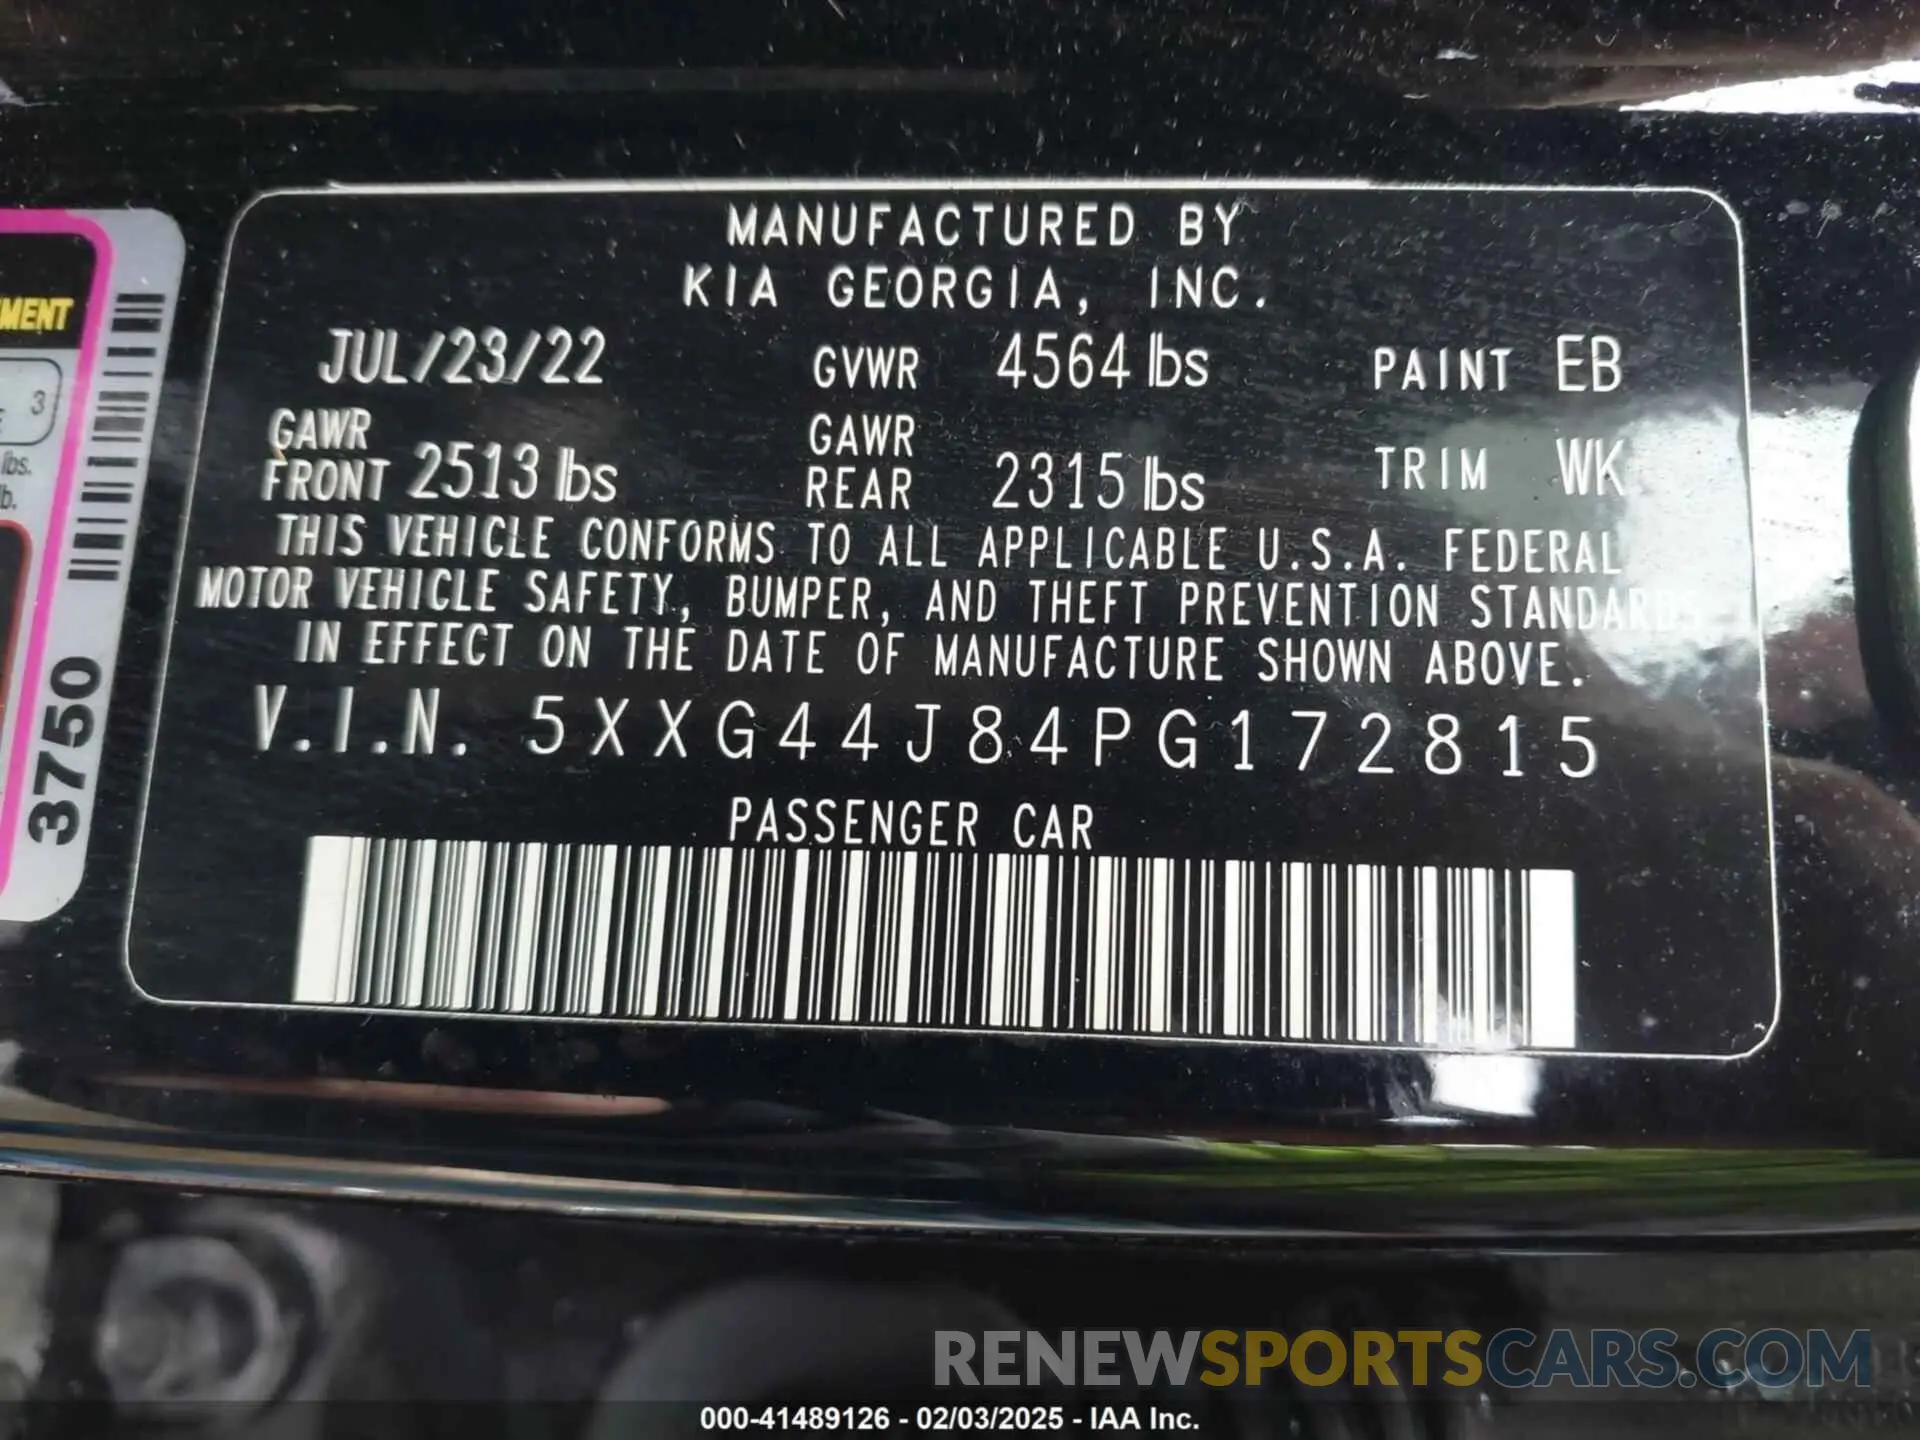 MANUFACTURED BY
KIA GEORGIA, INC.
JUL/23/22 GVWR 4564 lbs PAINT EB
GAWR FRONT 2513 lbs GAWR REAR 2315 lbs TRIM WK
THIS VEHICLE CONFORMS TO ALL APPLICABLE U.S.A. FEDERAL
MOTOR VEHICLE SAFETY, BUMPER, AND THEFT PREVENTION STANDARDS
IN EFFECT ON THE DATE OF MANUFACTURE SHOWN ABOVE.
V.I.N. 5XXG44J84PG172815
PASSENGER CAR
3
lbs.
3750
RENEWSPORTSCARS.COM
000-41489126 - 02/03/2025 - IAA Inc.